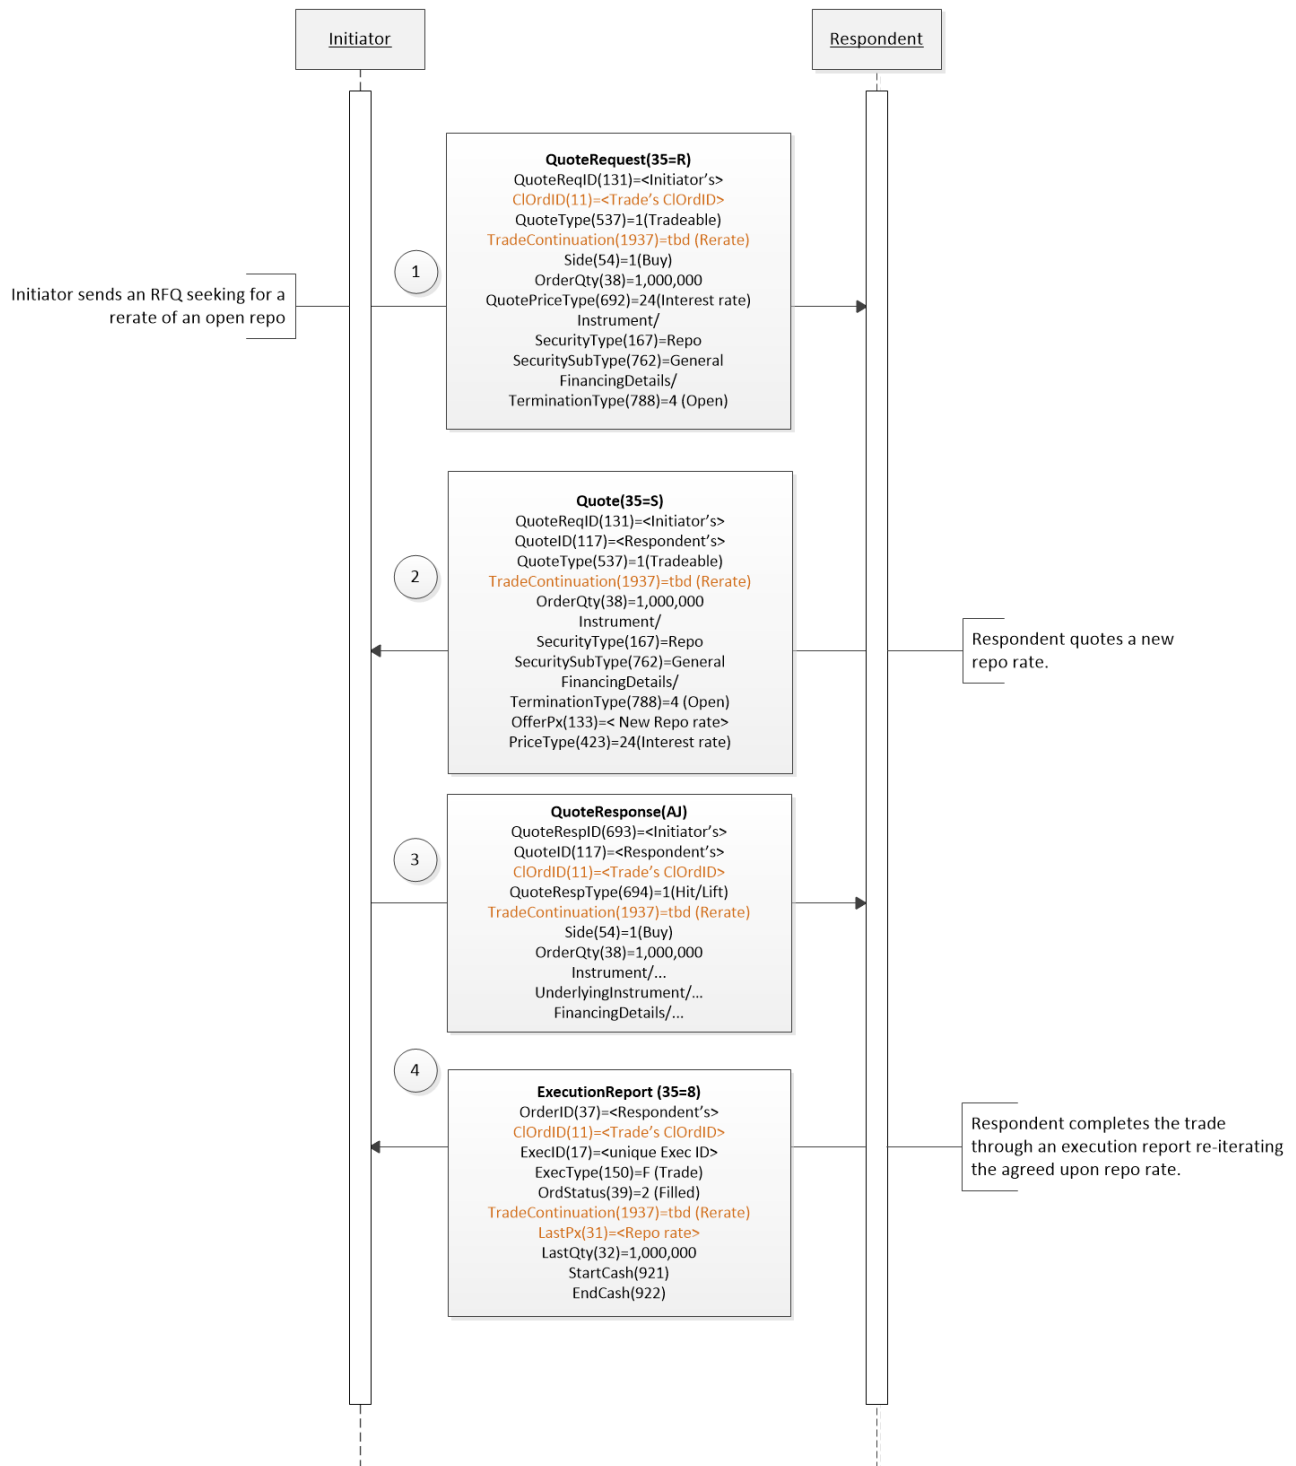 Initiator
Respondent
QuoteRequest(35=R)
QuoteReqID(131)=<Initiator's>
ClOrdID(11)=<Trade's ClOrdID>
QuoteType(537)=1(Tradeable)
TradeContinuation(1937)=tbd (Rerate)
Side(54)=1(Buy)
OrderQty(38)=1,000,000
QuotePriceType(692)=24(Interest rate)
Instrument/
SecurityType(167)=Repo
SecuritySubType(762)=General
FinancingDetails/
TerminationType(788)=4 (Open)
1
Initiator sends an RFQ seeking for a
rerate of an open repo
Quote(35=S)
QuoteReqID(131)=<Initiator's>
QuoteID(117)=<Respondent's>
QuoteType(537)=1(Tradeable)
TradeContinuation(1937)=tbd (Rerate)
OrderQty(38)=1,000,000
Instrument/
SecurityType(167)=Repo
SecuritySubType(762)=General
FinancingDetails/
TerminationType(788)=4 (Open)
OfferPx(133)=< New Repo rate>
PriceType(423)=24(Interest rate)
2
Respondent quotes a new
repo rate.
QuoteResponse(AJ)
QuoteRespID(693)=<Initiator's>
QuoteID(117)=<Respondent's>
ClOrdID(11)=<Trade's ClOrdID>
QuoteRespType(694)=1(Hit/Lift)
TradeContinuation(1937)=tbd (Rerate)
Side(54)=1(Buy)
OrderQty(38)=1,000,000
Instrument/...
UnderlyingInstrument/...
FinancingDetails/...
3
4
ExecutionReport (35=8)
OrderID(37)=<Respondent's>
ClOrdID(11)=<Trade's ClOrdID>
ExecID(17)=<unique Exec ID>
ExecType(150)=F (Trade)
OrdStatus(39)=2 (Filled)
TradeContinuation(1937)=tbd (Rerate)
LastPx(31)=<Repo rate>
LastQty(32)=1,000,000
StartCash(921)
EndCash(922)
Respondent completes the trade
through an execution report re-iterating
the agreed upon repo rate.